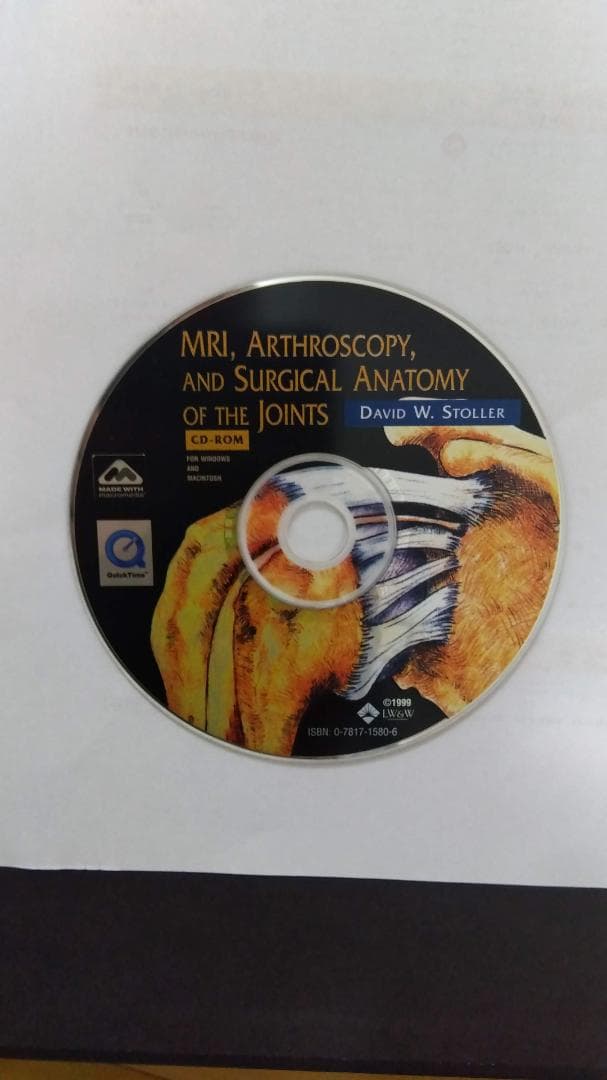 MRI, ARTHROSCOPY,
AND SURGICAL ANATOMY
OF THE JOINTS
DAVID W. STOLLER
CD-ROM
FOR WINDOWS
AND
MACINTOSH
MADE WITH
macromedia
QuickTime™
©1999
LW&W
ISBN: 0-7817-1580-6